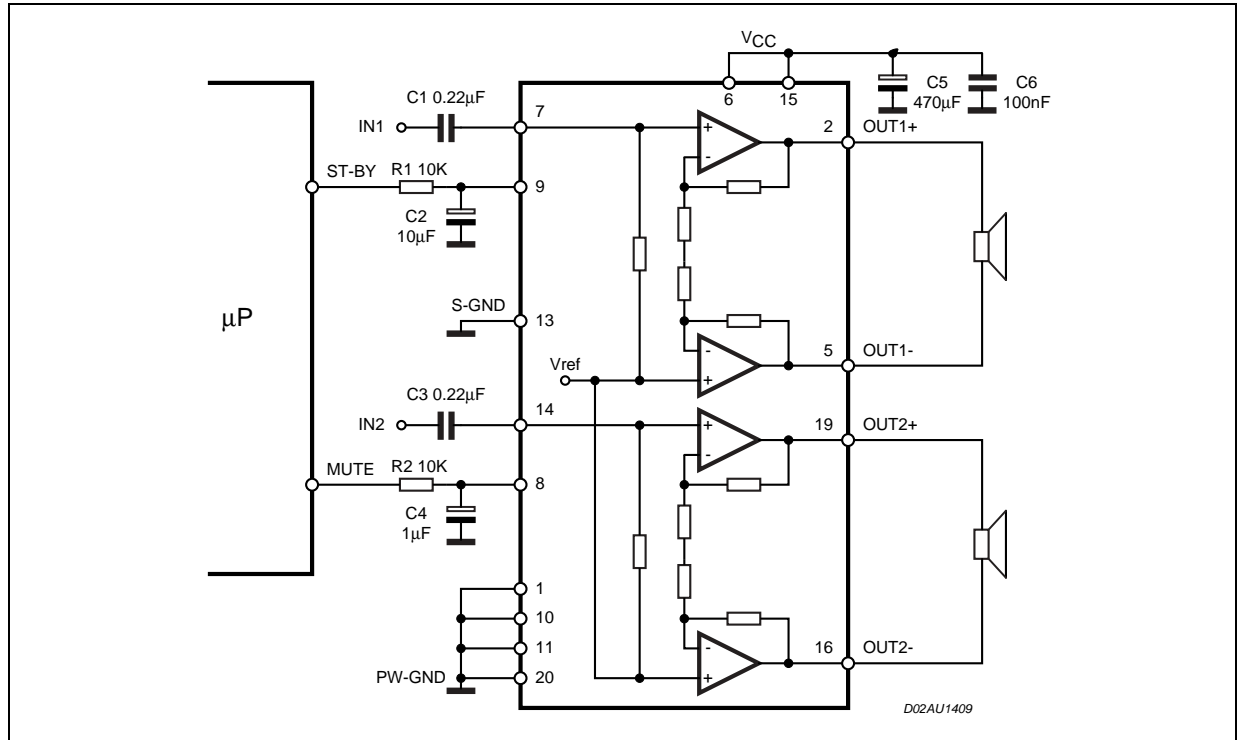 VCC
C1 0.22µF
C5
470µF
C6
100nF
6
15
IN1
7
+
-
2
OUT1+
ST-BY
R1 10K
9
C2
10µF
S-GND
13
µP
-
+
5
OUT1-
Vref
C3 0.22µF
IN2
14
+
-
19
OUT2+
MUTE
R2 10K
8
C4
1µF
1
10
11
PW-GND
20
-
+
16
OUT2-
D02AU1409